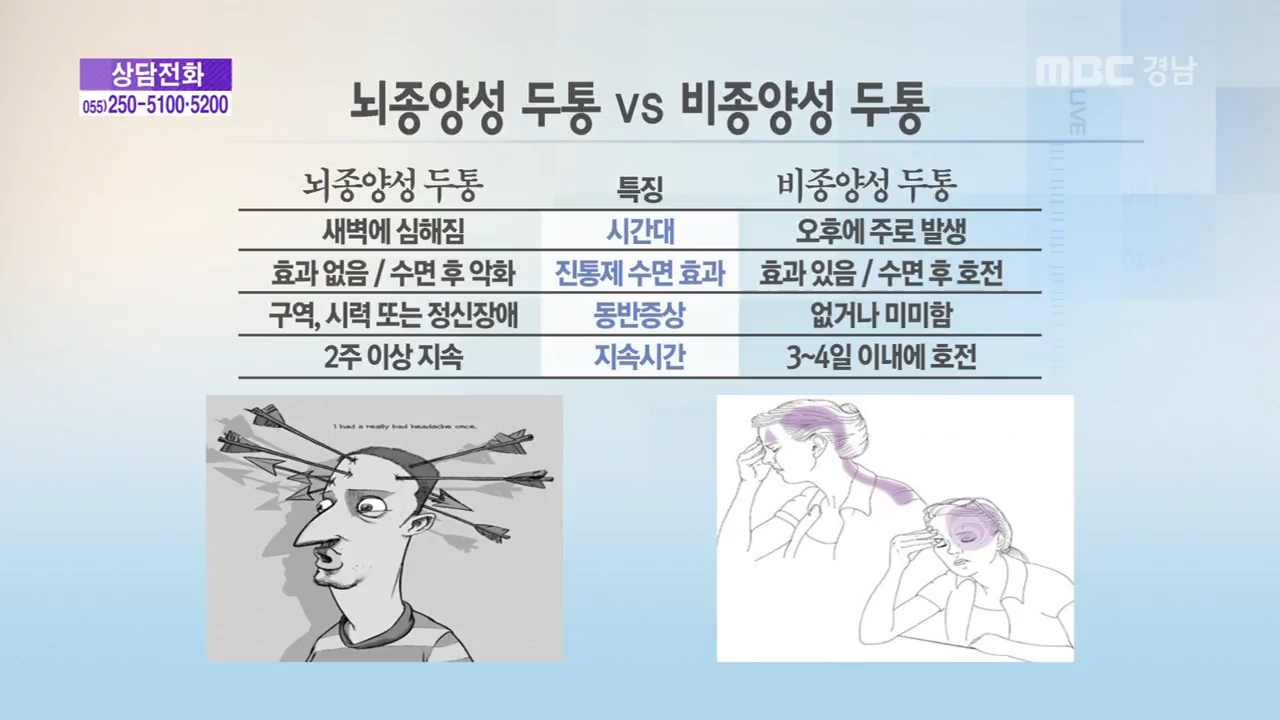 상담전화
055)250-5100·5200
MBC 경남
LIVE
뇌종양성 두통 vs 비종양성 두통
뇌종양성 두통 특징 비종양성 두통
새벽에 심해짐 시간대 오후에 주로 발생
효과 없음 / 수면 후 악화 진통제 수면 효과 효과 있음 / 수면 후 호전
구역, 시력 또는 정신장애 동반증상 없거나 미미함
2주 이상 지속 지속시간 3~4일 이내에 호전
I had a really bad headache once.